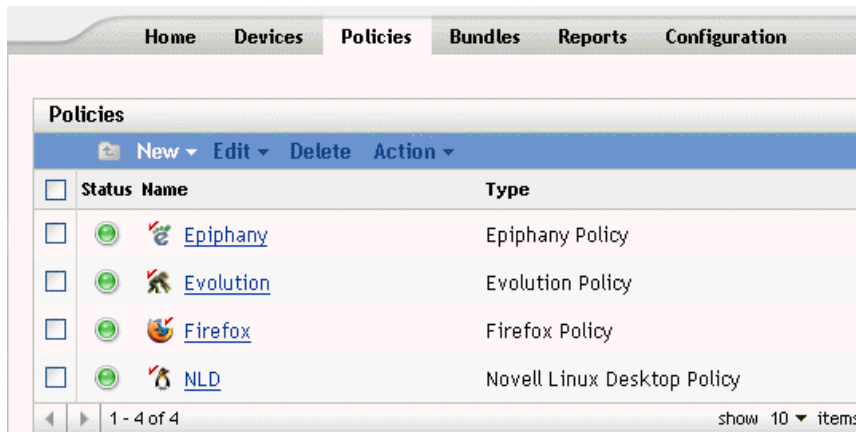 Home Devices Policies Bundles Reports Configuration
Policies
New Edit Delete Action
Status Name Type
Epiphany Epiphany Policy
Evolution Evolution Policy
Firefox Firefox Policy
NLD Novell Linux Desktop Policy
1 - 4 of 4 show 10 items